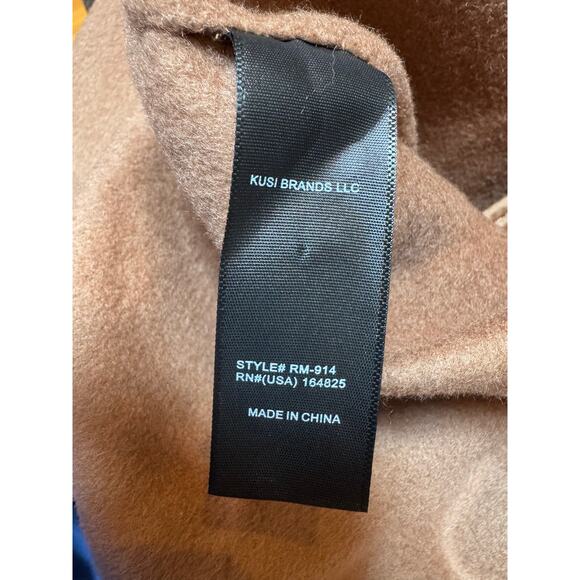 KUSI BRANDS LLC
STYLE# RM-914
RN#(USA) 164825
MADE IN CHINA